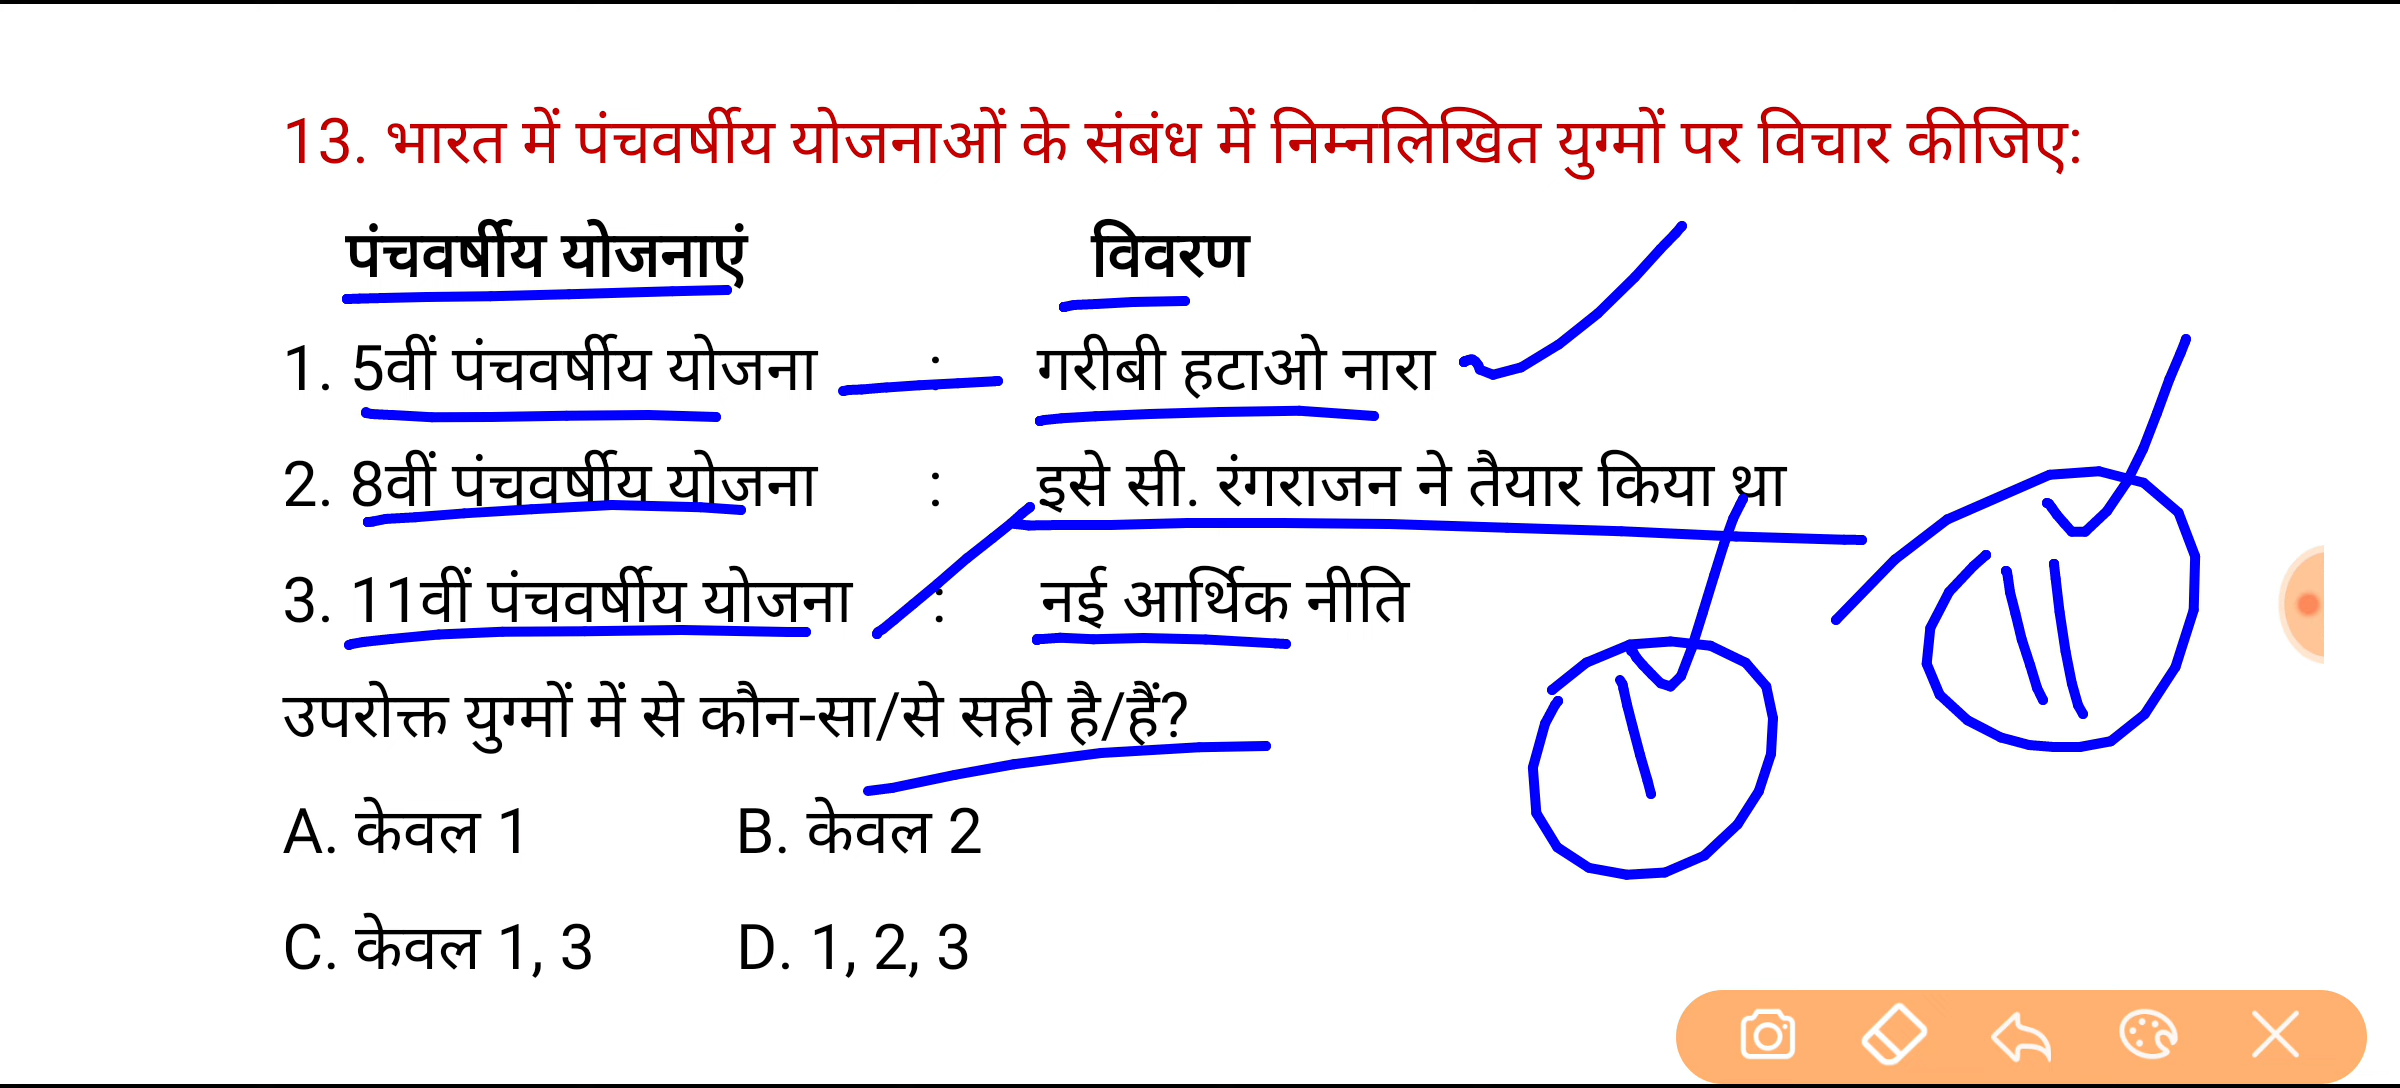 13. भारत में पंचवर्षीय योजनाओं के संबंध में निम्नलिखित युग्मों पर विचार कीजिए:
पंचवर्षीय योजनाएं विवरण
1. 5वीं पंचवर्षीय योजना : गरीबी हटाओ नारा
2. 8वीं पंचवर्षीय योजना : इसे सी. रंगराजन ने तैयार किया था
3. 11वीं पंचवर्षीय योजना : नई आर्थिक नीति
उपरोक्त युग्मों में से कौन-सा/से सही है/हैं?
A. केवल 1 B. केवल 2
C. केवल 1, 3 D. 1, 2, 3